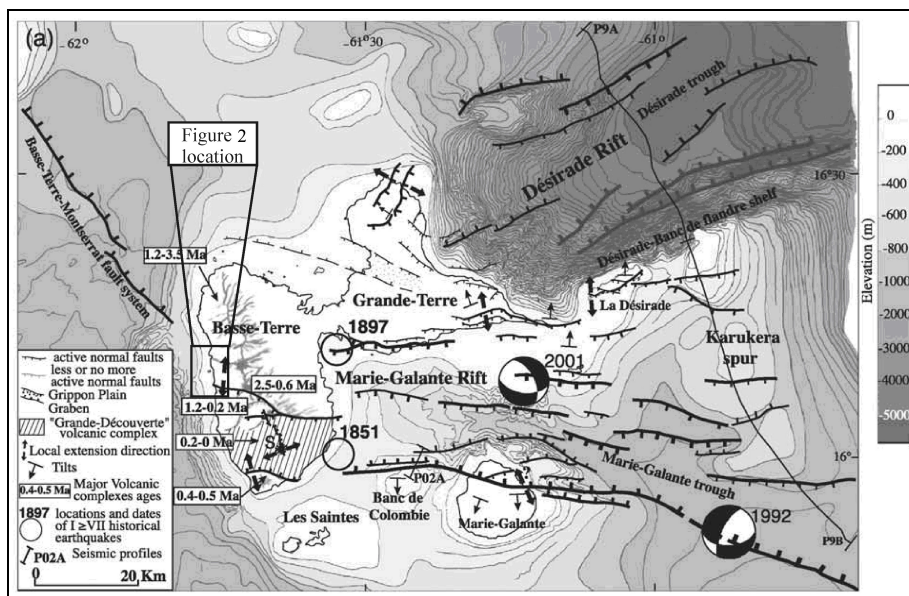 (a)
-62°
-61°30
-61°
P9A
Figure 2
location
Désirade trough
Désirade Rift
16°30
Basse-Terre-Montserrat fault system
Désirade-Banc de flandre shelf
1.2-3.5 Ma
Grande-Terre
La Désirade
Basse-Terre
1897
2001
Karukera
spur
Marie-Galante Rift
2.5-0.6 Ma
1.2-0.2 Ma
0.2-0 Ma
S
1851
16°
Marie-Galante trough
P02A
?
0.4-0.5 Ma
Banc de
Colombie
Marie-Galante
Les Saintes
1992
P9B
active normal faults
less or no more
active normal faults
Grippon Plain
Graben
"Grande-Découverte"
volcanic complex
Local extension direction
Tilts
0.4-0.5 Ma Major Volcanic
complexes ages
1897 locations and dates
of I ≥VII historical
earthquakes
P02A Seismic profiles
0 20 Km
Elevation (m)
0
-200
-400
-600
-800
-1000
-2000
-3000
-4000
-5000